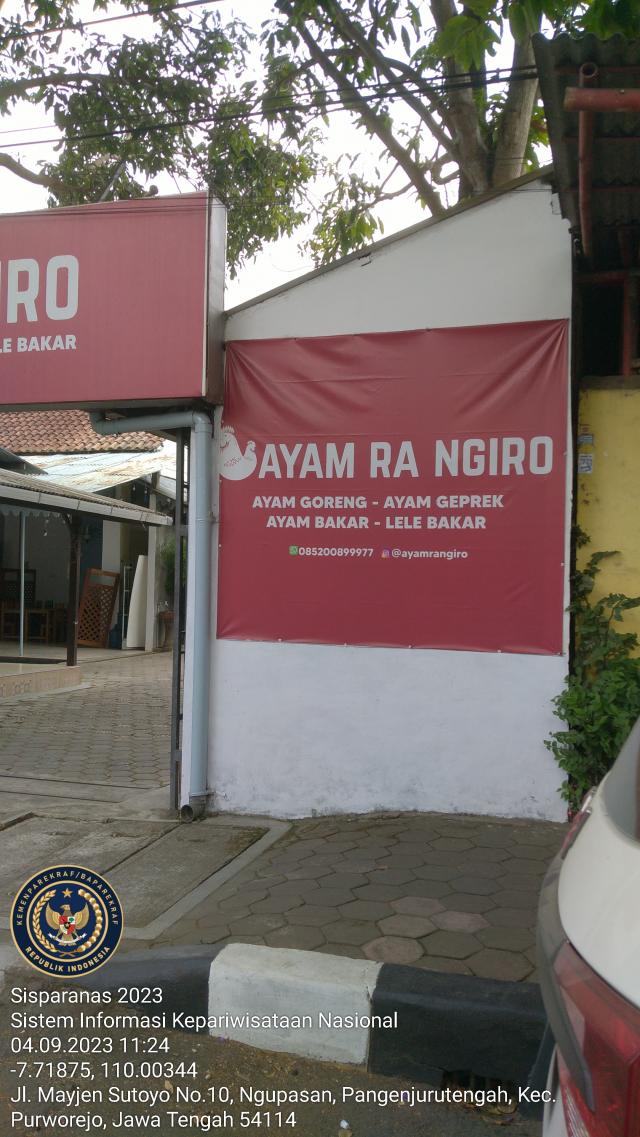 IRO
LE BAKAR
AYAM RA NGIRO
AYAM GORENG - AYAM GEPREK
AYAM BAKAR - LELE BAKAR
085200899977 @ayamrangiro
KEMENPAREKRAF/BAPAREKRAF
REPUBLIK INDONESIA
Sisparanas 2023
Sistem Informasi Kepariwisataan Nasional
04.09.2023 11:24
-7.71875, 110.00344
Jl. Mayjen Sutoyo No.10, Ngupasan, Pangenjurutengah, Kec.
Purworejo, Jawa Tengah 54114